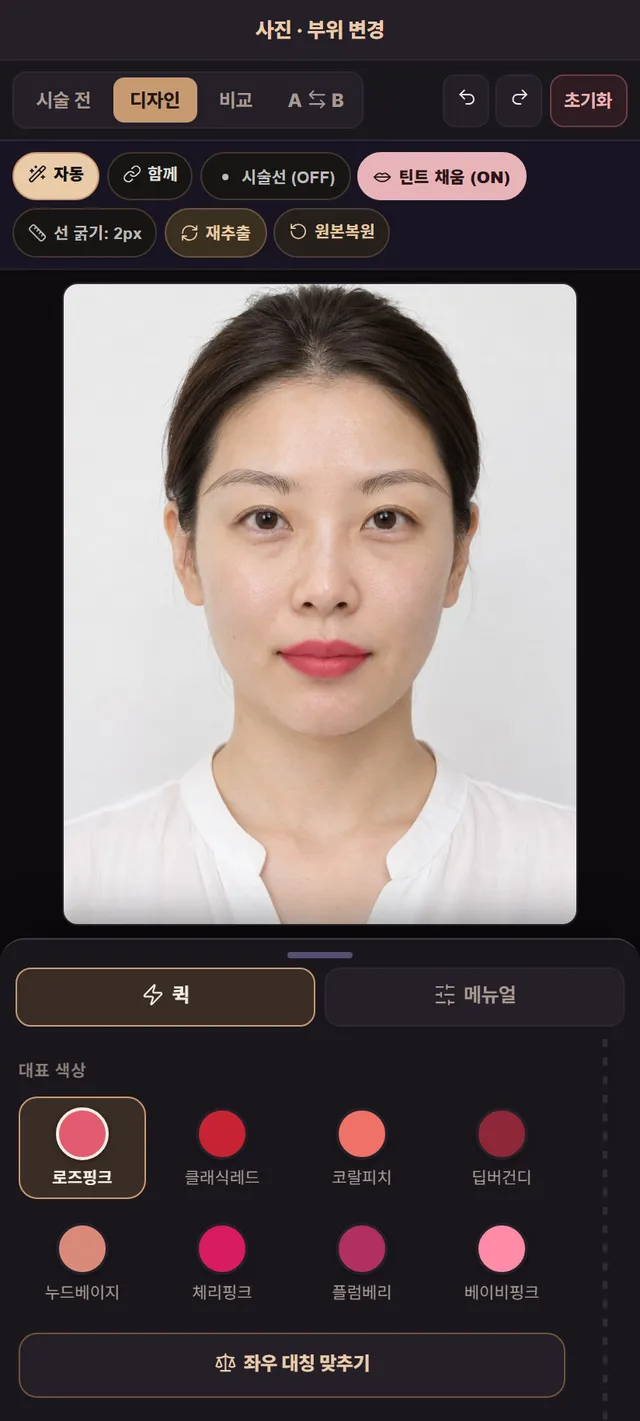 사진 · 부위 변경
시술 전 디자인 비교 A ⇆ B 초기화
자동 함께 시술선 (OFF) 틴트 채움 (ON)
선 굵기: 2px 재추출 원본복원
퀵 메뉴얼
대표 색상
로즈핑크 클래식레드 코랄피치 딥버건디
누드베이지 체리핑크 플럼베리 베이비핑크
좌우 대칭 맞추기